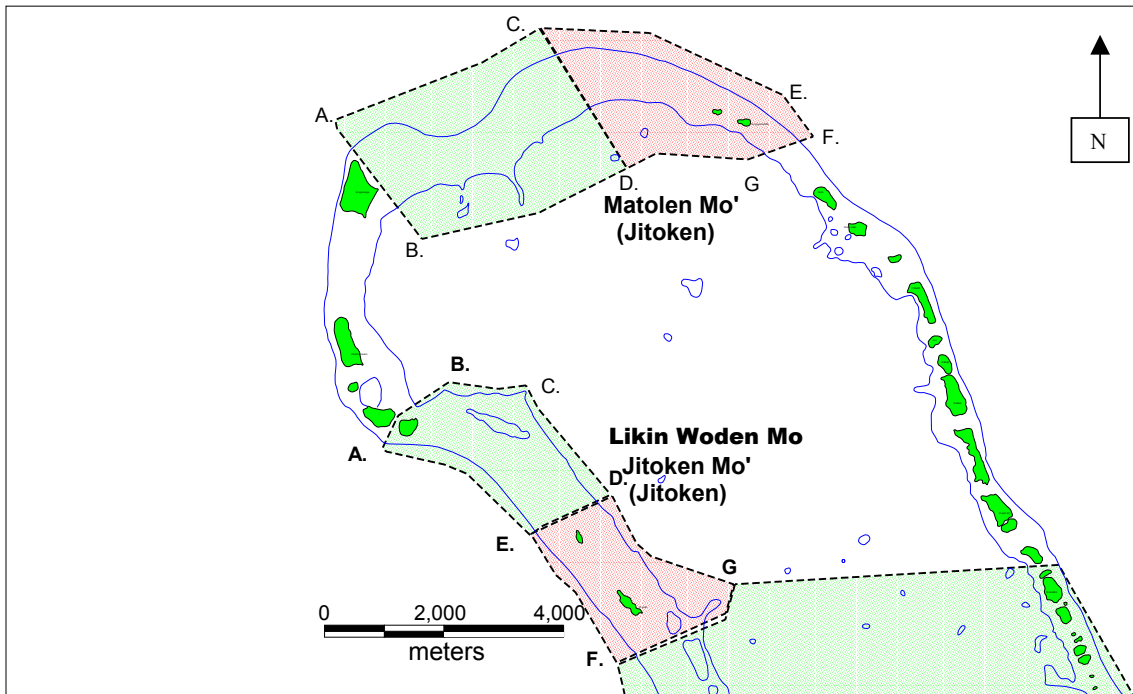 C.
A.
E.
N
F.
D.
G
Matolen Mo'
(Jitoken)
B.
B.
C.
Likin Woden Mo
A.
Jitoken Mo'
D.
(Jitoken)
E.
G
0 2,000 4,000
meters
F.